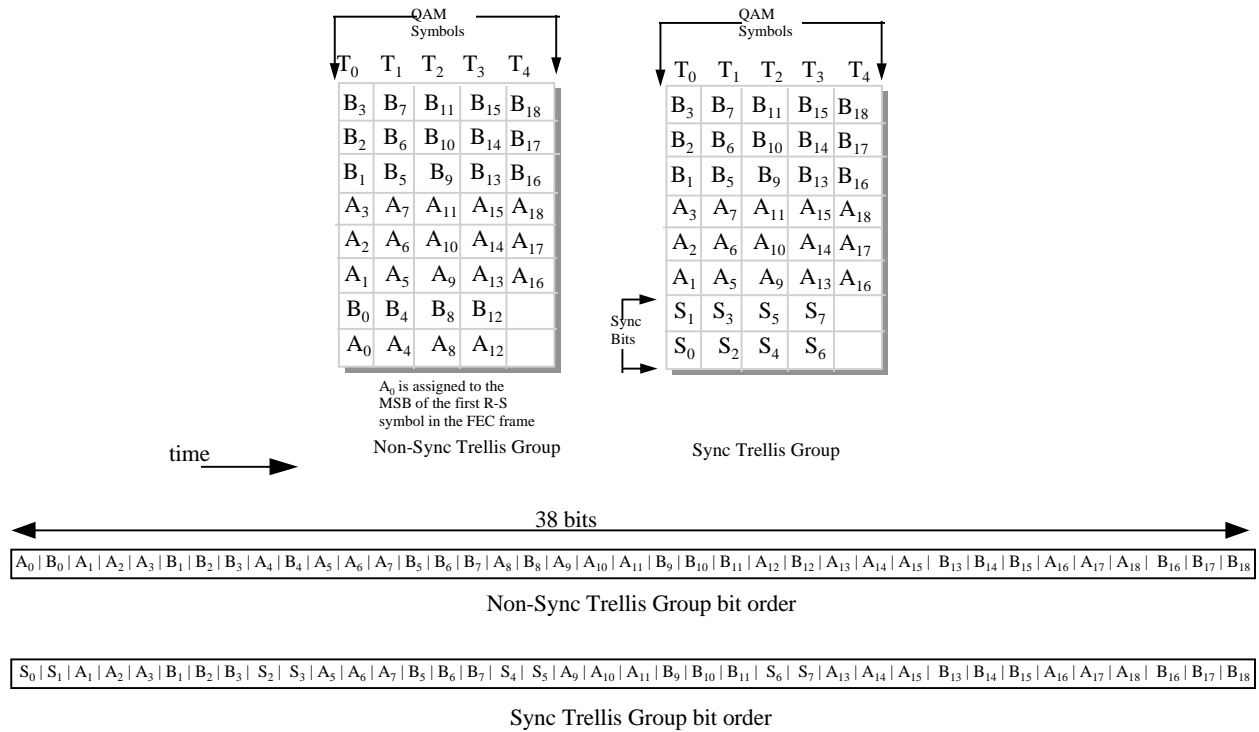 QAM
Symbols
T0 T1 T2 T3 T4
B3 B7 B11 B15 B18
B2 B6 B10 B14 B17
B1 B5 B9 B13 B16
A3 A7 A11 A15 A18
A2 A6 A10 A14 A17
A1 A5 A9 A13 A16
B0 B4 B8 B12
A0 A4 A8 A12
A0 is assigned to the
MSB of the first R-S
symbol in the FEC frame
Non-Sync Trellis Group
QAM
Symbols
T0 T1 T2 T3 T4
B3 B7 B11 B15 B18
B2 B6 B10 B14 B17
B1 B5 B9 B13 B16
A3 A7 A11 A15 A18
A2 A6 A10 A14 A17
A1 A5 A9 A13 A16
S1 S3 S5 S7
S0 S2 S4 S6
Sync
Bits
Sync Trellis Group
time
38 bits
A0 | B0 | A1 | A2 | A3 | B1 | B2 | B3 | A4 | B4 | A5 | A6 | A7 | B5 | B6 | B7 | A8 | B8 | A9 | A10 | A11 | B9 | B10 | B11 | A12 | B12 | A13 | A14 | A15 | B13 | B14 | B15 | A16 | A17 | A18 | B16 | B17 | B18
Non-Sync Trellis Group bit order
S0 | S1 | A1 | A2 | A3 | B1 | B2 | B3 | S2 | S3 | A5 | A6 | A7 | B5 | B6 | B7 | S4 | S5 | A9 | A10 | A11 | B9 | B10 | B11 | S6 | S7 | A13 | A14 | A15 | B13 | B14 | B15 | A16 | A17 | A18 | B16 | B17 | B18
Sync Trellis Group bit order